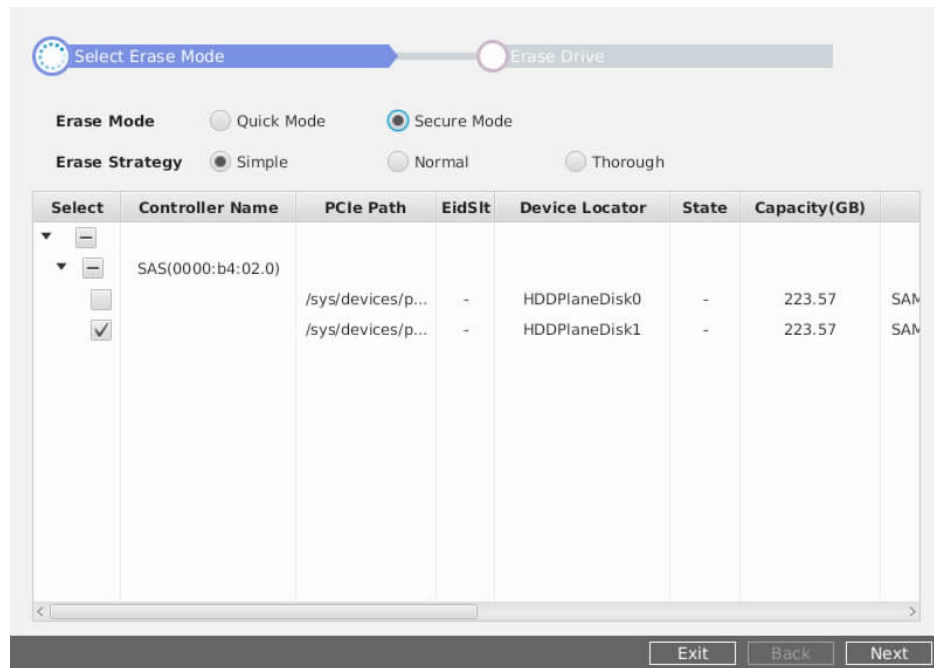 Select Erase Mode Erase Drive
Erase Mode Quick Mode Secure Mode
Erase Strategy Simple Normal Thorough
Select Controller Name PCIe Path EidSlt Device Locator State Capacity(GB)
SAS(0000:b4:02.0)
/sys/devices/p... - HDDPlaneDisk0 - 223.57 SAM
/sys/devices/p... - HDDPlaneDisk1 - 223.57 SAM
Exit Back Next